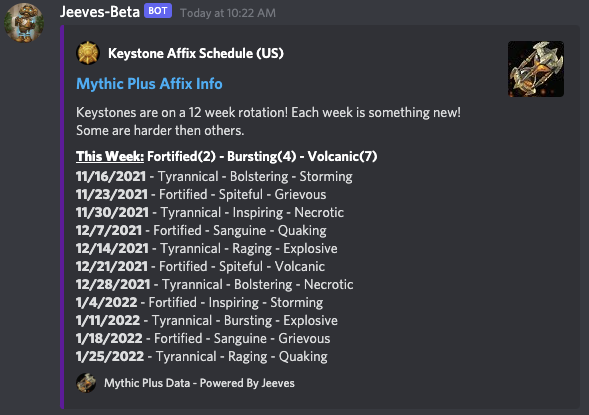 Jeeves-Beta BOT Today at 10:22 AM
Keystone Affix Schedule (US)
Mythic Plus Affix Info
Keystones are on a 12 week rotation! Each week is something new!
Some are harder then others.
This Week: Fortified(2) - Bursting(4) - Volcanic(7)
11/16/2021 - Tyrannical - Bolstering - Storming
11/23/2021 - Fortified - Spiteful - Grievous
11/30/2021 - Tyrannical - Inspiring - Necrotic
12/7/2021 - Fortified - Sanguine - Quaking
12/14/2021 - Tyrannical - Raging - Explosive
12/21/2021 - Fortified - Spiteful - Volcanic
12/28/2021 - Tyrannical - Bolstering - Necrotic
1/4/2022 - Fortified - Inspiring - Storming
1/11/2022 - Tyrannical - Bursting - Explosive
1/18/2022 - Fortified - Sanguine - Grievous
1/25/2022 - Tyrannical - Raging - Quaking
Mythic Plus Data - Powered By Jeeves